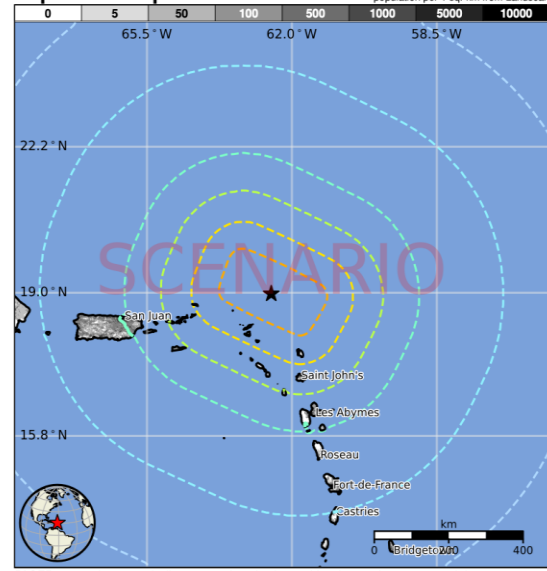 0 5 50 100 500 1000 5000 10000
65.5°W 62.0°W 58.5°W
22.2°N
SCENARIO
19.0°N
San Juan
Saint John's
Les Abymes
15.8°N
Roseau
Fort-de-France
Castries
km
0 200 400
Bridgetown